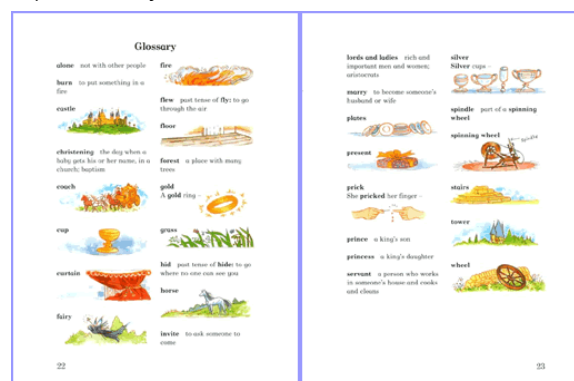 Glossary
alone not with other people
burn to put something in a
fire
castle
christening the day when a
baby gets his or her name, in a
church; baptism
coach
cup
curtain
fairy
fire
flew past tense of fly: to go
through the air
floor
forest a place with many
trees
gold
A gold ring –
grass
hid past tense of hide: to go
where no one can see you
horse
invite to ask someone to
come
22
lords and ladies rich and
important men and women;
aristocrats
marry to become someone's
husband or wife
plates
present
prick
She pricked her finger –
prince a king's son
princess a king's daughter
servant a person who works
in someone's house and cooks
and cleans
silver
Silver cups –
spindle part of a spinning
wheel
spinning wheel
spindle
stairs
tower
wheel
23